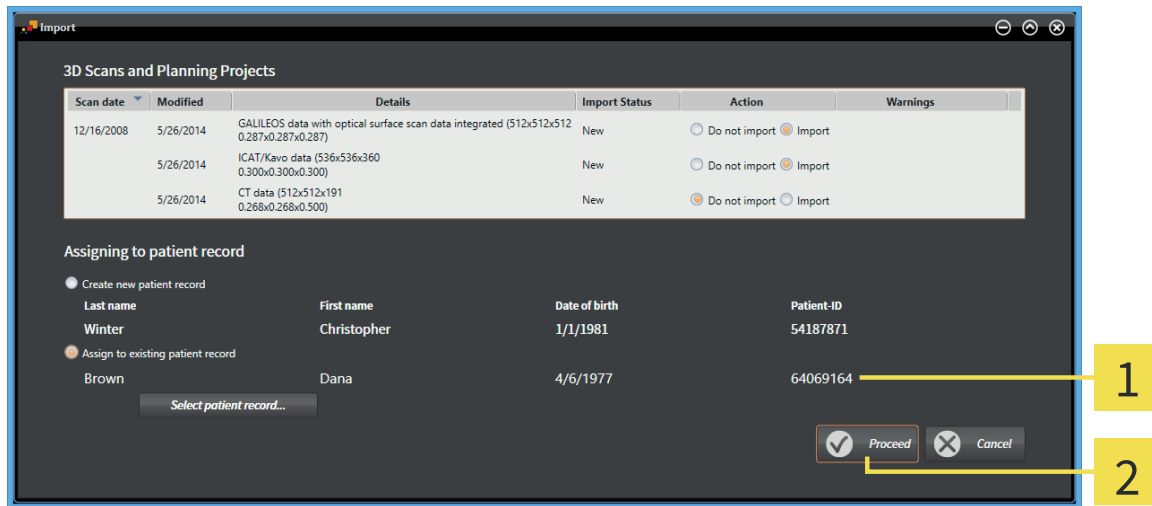 Import
3D Scans and Planning Projects
Scan date Modified Details Import Status Action Warnings
12/16/2008 5/26/2014 GALILEOS data with optical surface scan data integrated (512x512x512
0.287x0.287x0.287) New Do not import Import
5/26/2014 ICAT/Kavo data (536x536x360
0.300x0.300x0.300) New Do not import Import
5/26/2014 CT data (512x512x191
0.268x0.268x0.500) New Do not import Import
Assigning to patient record
Create new patient record
Last name First name Date of birth Patient-ID
Winter Christopher 1/1/1981 54187871
Assign to existing patient record
Brown Dana 4/6/1977 64069164
1
Select patient record...
Proceed Cancel
2